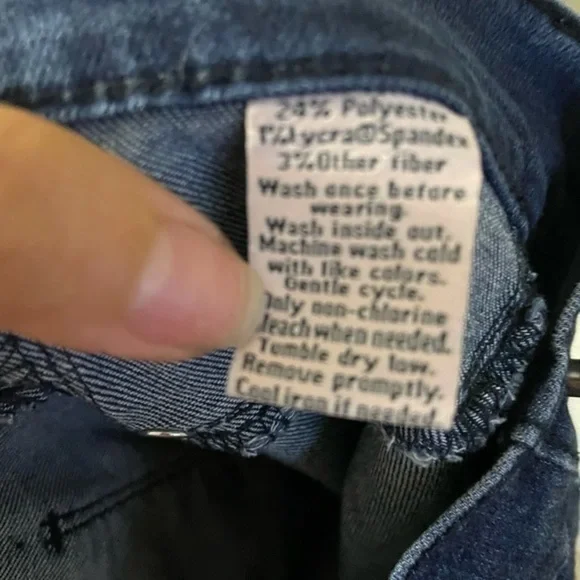 24% Polyester
1%Lycra®Spandex
3%Other fiber
Wash once before
wearing.
Wash inside out.
Machine wash cold
with like colors.
Gentle cycle.
Only non-chlorine
bleach when needed.
Tumble dry low.
Remove promptly.
Cool iron if needed.